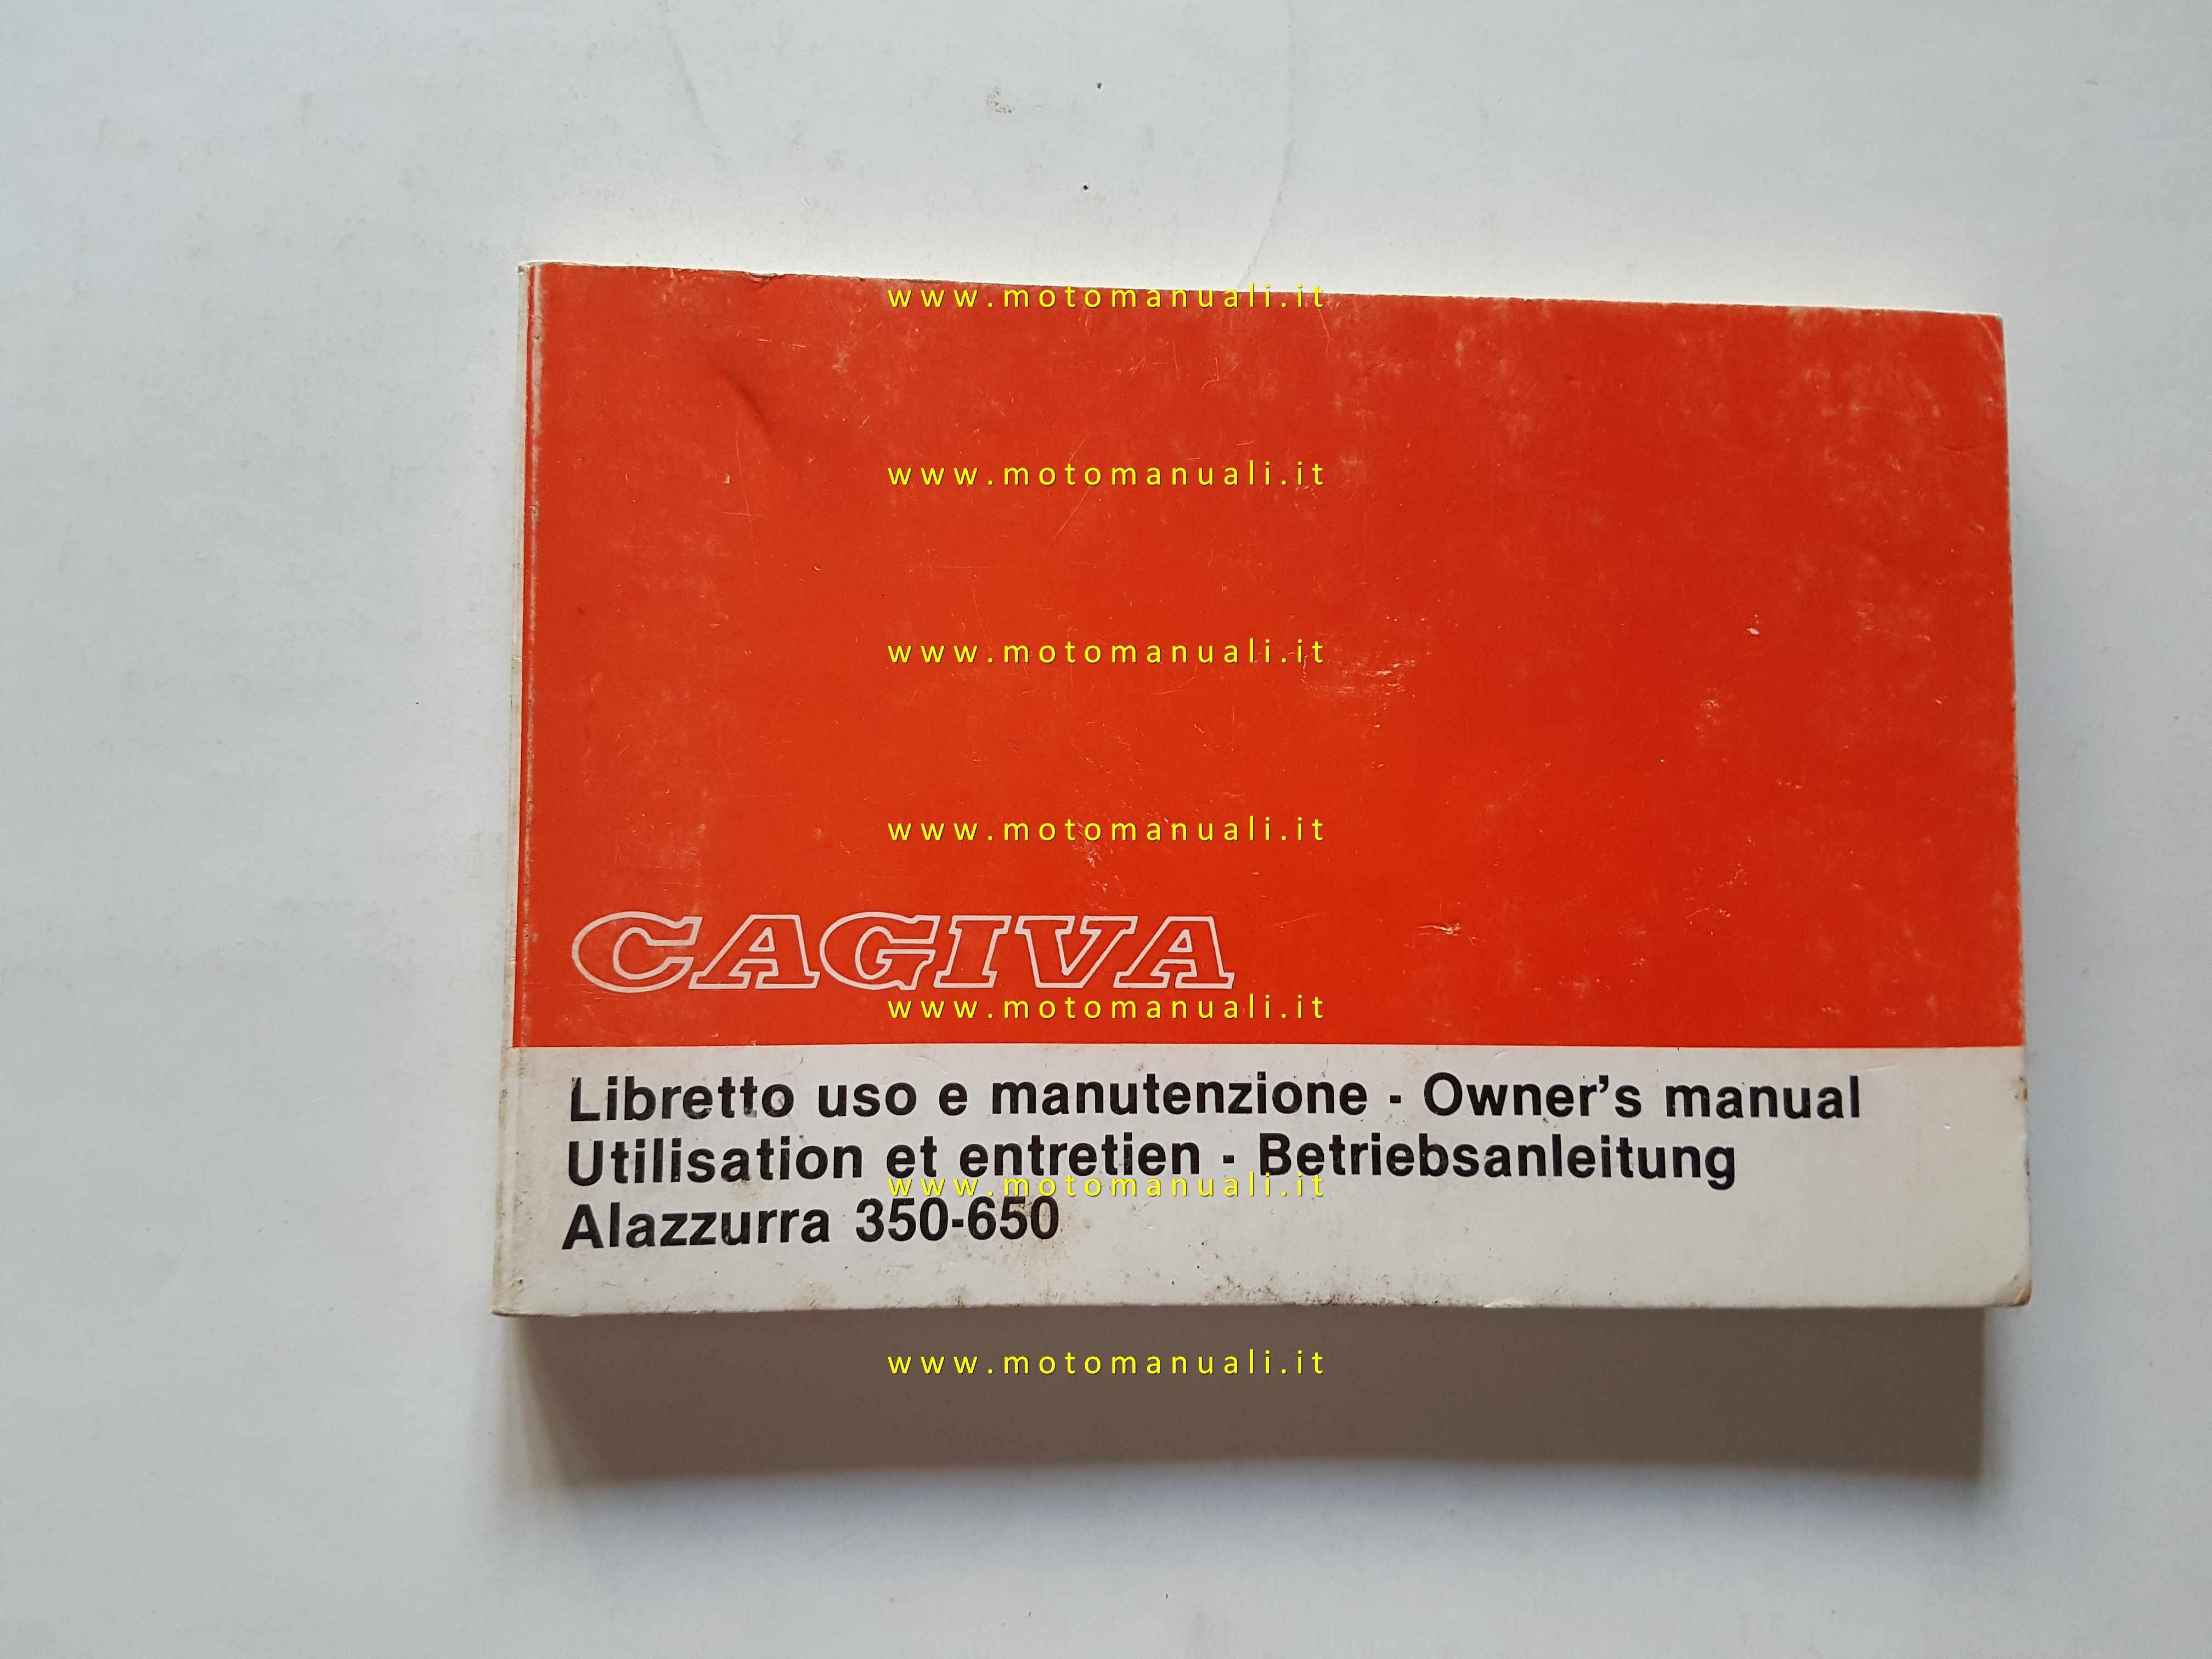 www.motomanuali.it
www.motomanuali.it
www.motomanuali.it
www.motomanuali.it
CAGIVA
www.motomanuali.it
Libretto uso e manutenzione - Owner's manual
Utilisation et entretien - Betriebsanleitung
www.motomanuali.it
Alazzurra 350-650
www.motomanuali.it